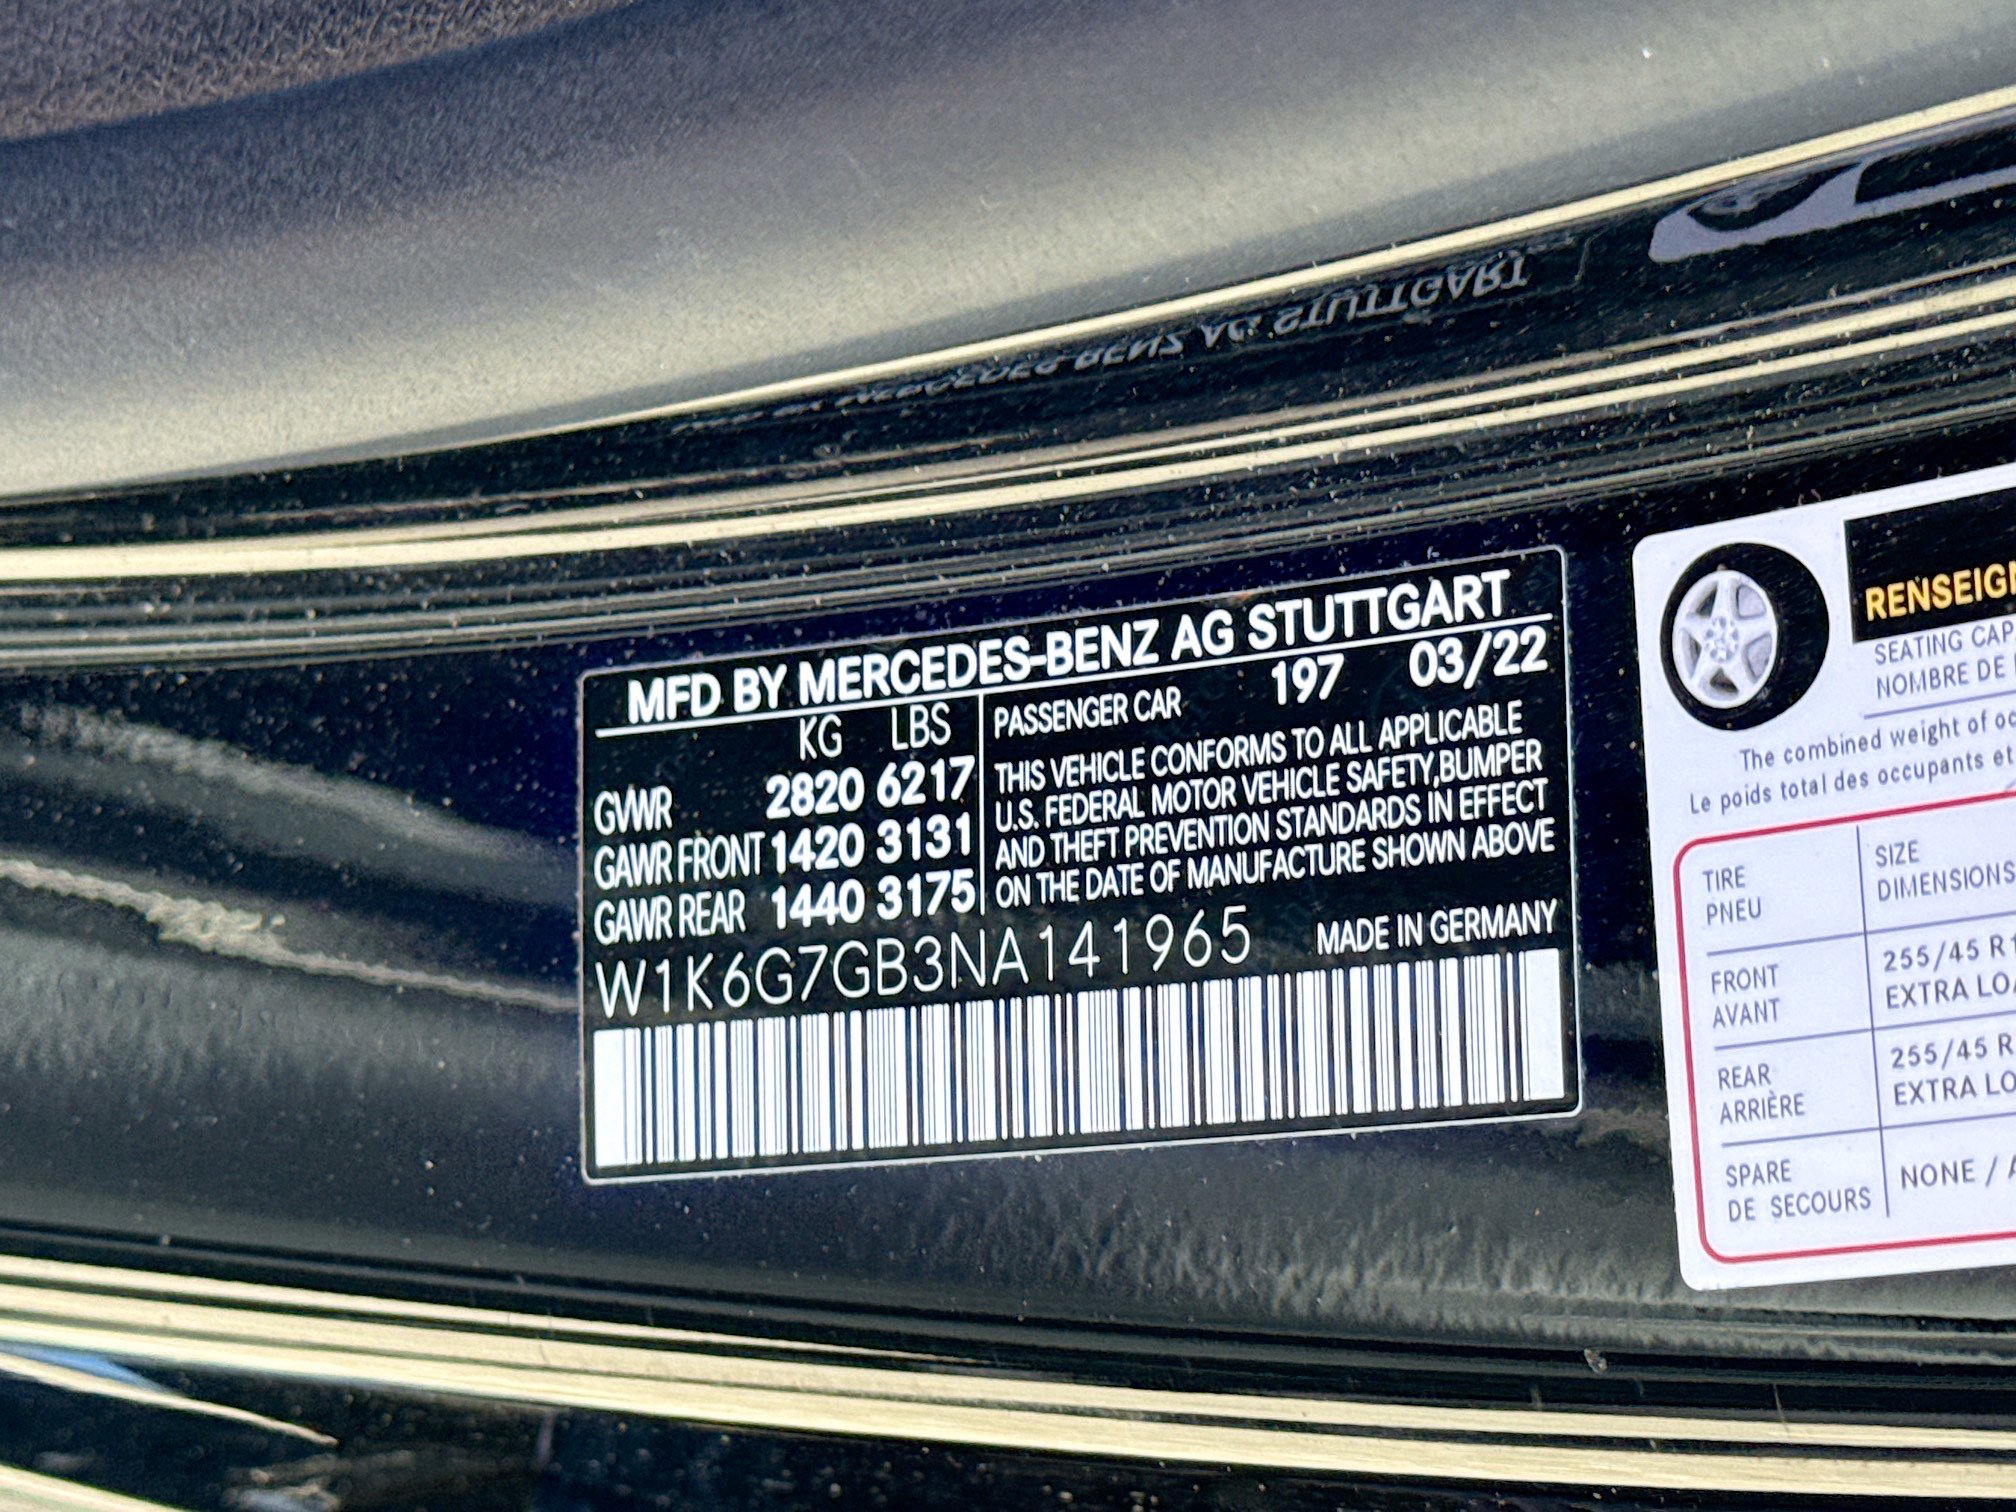 MFD BY MERCEDES-BENZ AG STUTTGART
KG LBS
GVWR 2820 6217
GAWR FRONT 1420 3131
GAWR REAR 1440 3175
PASSENGER CAR 197 03/22
THIS VEHICLE CONFORMS TO ALL APPLICABLE
U.S. FEDERAL MOTOR VEHICLE SAFETY,BUMPER
AND THEFT PREVENTION STANDARDS IN EFFECT
ON THE DATE OF MANUFACTURE SHOWN ABOVE
W1K6G7GB3NA141965
MADE IN GERMANY
SEATING
NOMBRE DE
The combined weight of
Le poids total des occupants et
TIRE
PNEU
SIZE
DIMENSIONS
FRONT
AVANT
255/45 R
EXTRA
REAR
ARRIÈRE
255/45 R
EXTRA
SPARE
DE SECOURS
NONE /